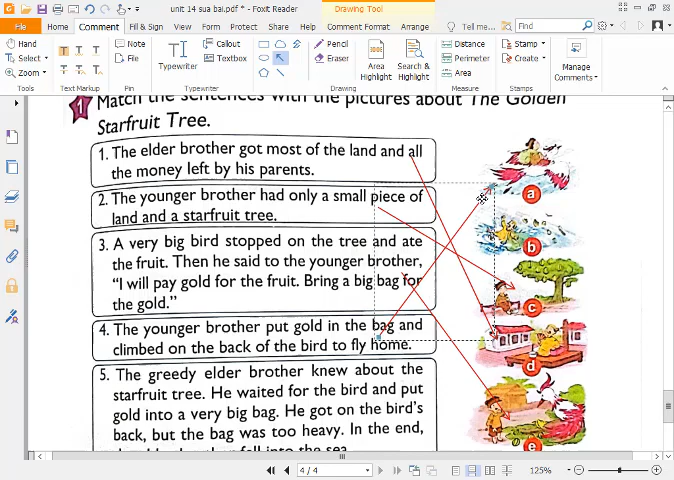 unit 14 sua bai.pdf * - Foxit Reader
Drawing Tool
File Home Comment Fill & Sign View Form Protect Share Help Comment Format Arrange Tell me... Find
Hand
Select
Zoom
Tools
Text Markup
Note
File
Pin
Typewriter
Callout
Textbox
Typewriter
Pencil
Eraser
Drawing
Area Highlight
Search & Highlight
Distance
Perimeter
Area
Measure
Stamp
Create
Stamps
Manage Comments
1 Match the sentences with the pictures about The Golden
Starfruit Tree.
1. The elder brother got most of the land and all
the money left by his parents.
2. The younger brother had only a small piece of
land and a starfruit tree.
3. A very big bird stopped on the tree and ate
the fruit. Then he said to the younger brother,
“I will pay gold for the fruit. Bring a big bag for
the gold.”
4. The younger brother put gold in the bag and
climbed on the back of the bird to fly home.
5. The greedy elder brother knew about the
starfruit tree. He waited for the bird and put
gold into a very big bag. He got on the bird's
back, but the bag was too heavy. In the end,
fell into the sea.
a
b
c
d
e
4 / 4
125%